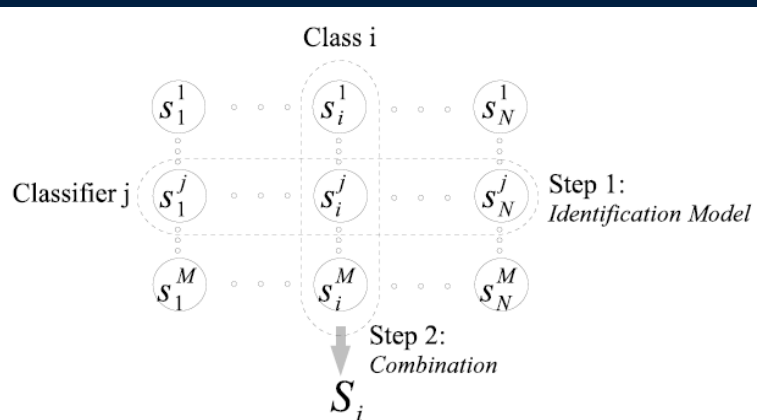 Class i
s_1^1 s_i^1 s_N^1
Classifier j s_1^j s_i^j s_N^j Step 1:
Identification Model
s_1^M s_i^M s_N^M
Step 2:
Combination
S_i